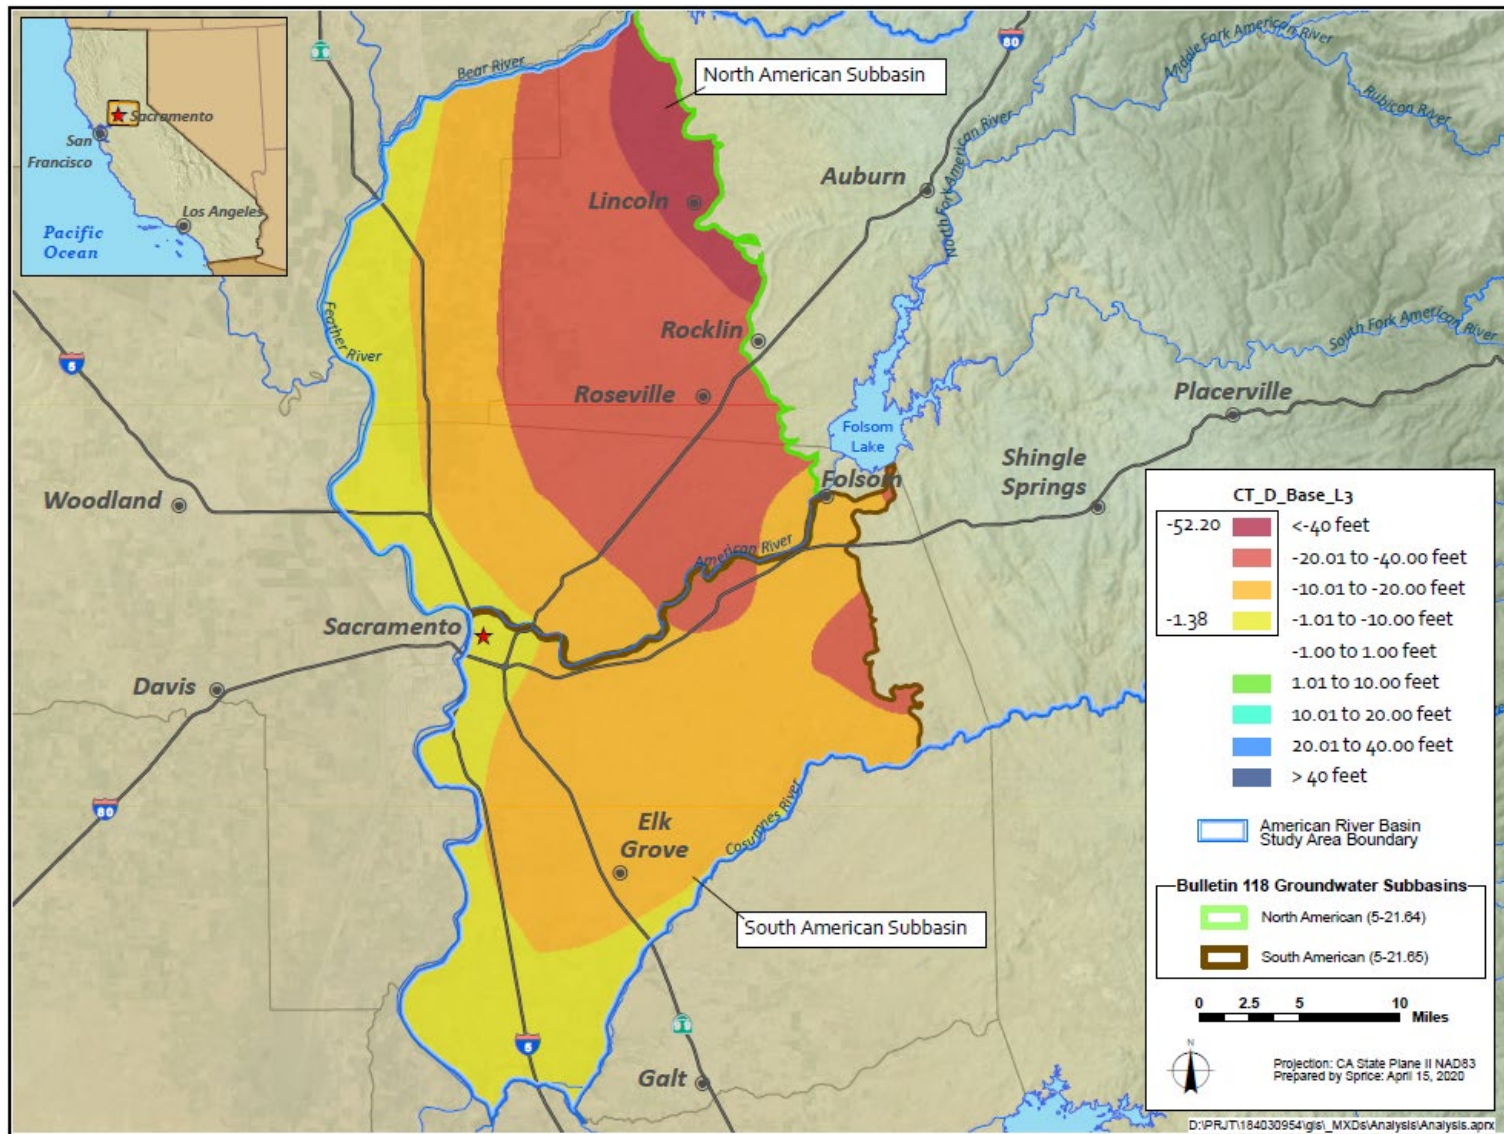 Sacramento
San
Francisco
Los Angeles
Pacific
Ocean
80
Middle Fork American River
Bear River
North American Subbasin
Rubicon River
Auburn
North Fork American River
Lincoln
Feather River
Rocklin
South Fork American River
5
Roseville
Placerville
Folsom
Lake
Shingle
Springs
Woodland
Folsom
American River
Sacramento
Davis
80
Elk
Grove
Cosumnes River
South American Subbasin
5
Galt
CT_D_Base_L3
-52.20
<-40 feet
-20.01 to -40.00 feet
-10.01 to -20.00 feet
-1.38
-1.01 to -10.00 feet
-1.00 to 1.00 feet
1.01 to 10.00 feet
10.01 to 20.00 feet
20.01 to 40.00 feet
> 40 feet
American River Basin
Study Area Boundary
Bulletin 118 Groundwater Subbasins
North American (5-21.64)
South American (5-21.65)
0 2.5 5 10
Miles
N
Projection: CA State Plane II NAD83
Prepared by Sprice: April 15, 2020
D:\PRJT\184030954\gis\_MXDs\Analysis\Analysis.aprx